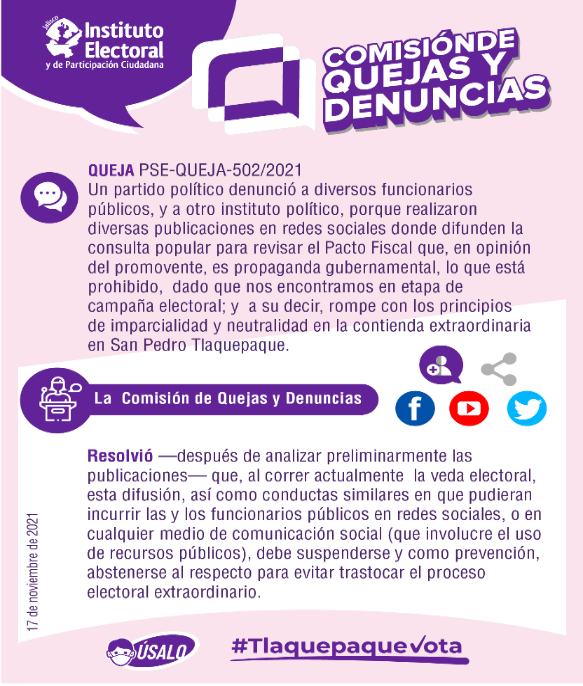 Jalisco
Instituto
Electoral
y de Participación Ciudadana
COMISIÓNDE
QUEJAS Y
DENUNCIAS
QUEJA PSE-QUEJA-502/2021
Un partido político denunció a diversos funcionarios
públicos, y a otro instituto político, porque realizaron
diversas publicaciones en redes sociales donde difunden la
consulta popular para revisar el Pacto Fiscal que, en opinión
del promovente, es propaganda gubernamental, lo que está
prohibido, dado que nos encontramos en etapa de
campaña electoral; y a su decir, rompe con los principios
de imparcialidad y neutralidad en la contienda extraordinaria
en San Pedro Tlaquepaque.
La Comisión de Quejas y Denuncias
Resolvió —después de analizar preliminarmente las
publicaciones— que, al correr actualmente la veda electoral,
esta difusión, así como conductas similares en que pudieran
incurrir las y los funcionarios públicos en redes sociales, o en
cualquier medio de comunicación social (que involucre el uso
de recursos públicos), debe suspenderse y como prevención,
abstenerse al respecto para evitar trastocar el proceso
electoral extraordinario.
17 de noviembre de 2021
ÚSALO
#TlaquepaqueVota